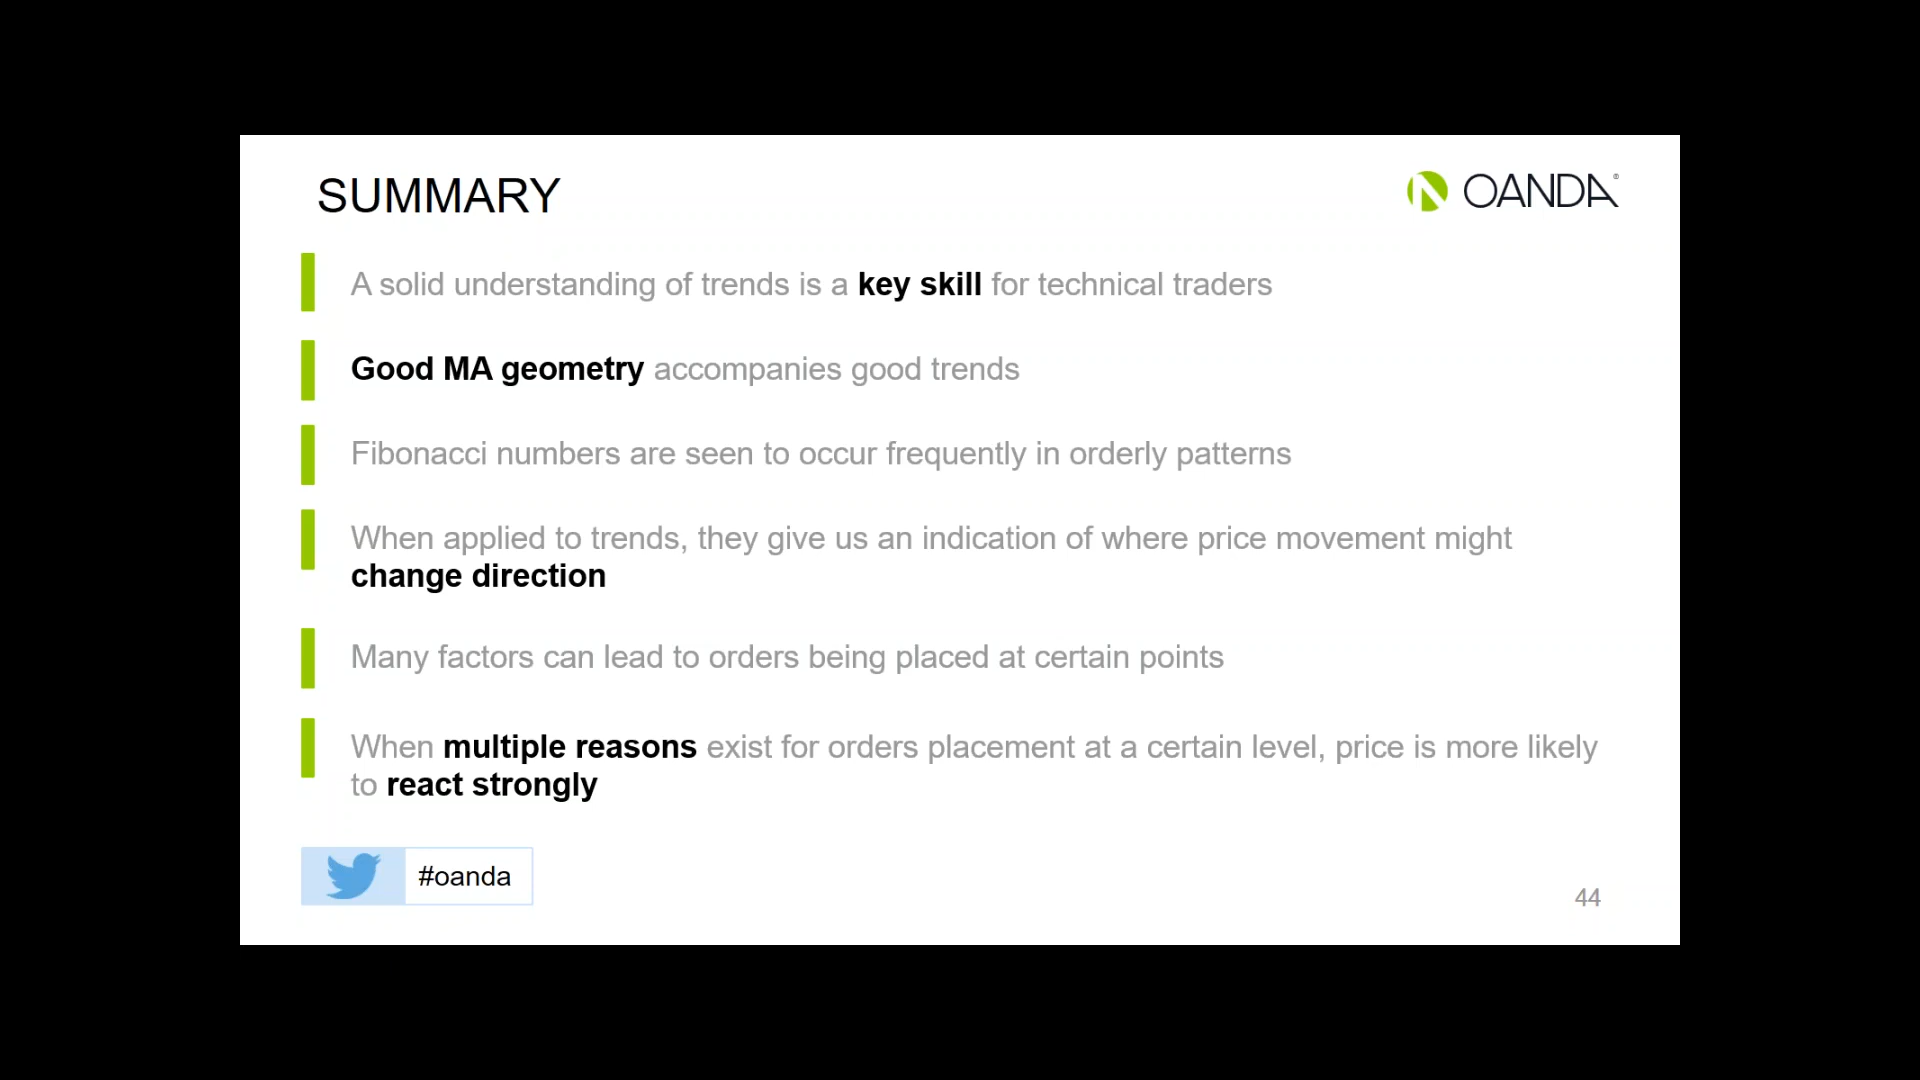 SUMMARY
OANDA®
A solid understanding of trends is a key skill for technical traders
Good MA geometry accompanies good trends
Fibonacci numbers are seen to occur frequently in orderly patterns
When applied to trends, they give us an indication of where price movement might
change direction
Many factors can lead to orders being placed at certain points
When multiple reasons exist for orders placement at a certain level, price is more likely
to react strongly
#oanda
44